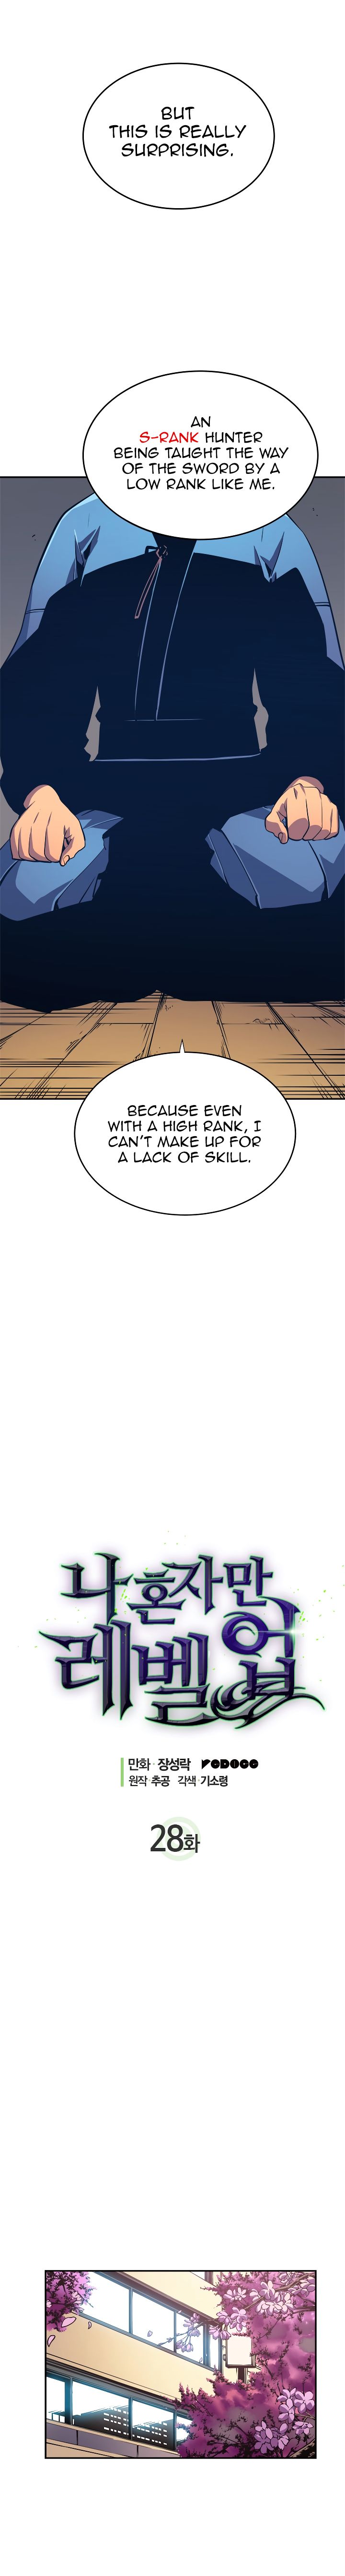 BUT
THIS IS REALLY
SURPRISING.
AN
S-RANK HUNTER
BEING TAUGHT THE WAY
OF THE SWORD BY A
LOW RANK LIKE ME.
BECAUSE EVEN
WITH A HIGH RANK, I
CAN'T MAKE UP FOR
A LACK OF SKILL.
나 혼자만
레벨업
만화·장성락 REDICE
원작·추공 각색·기소령
28화